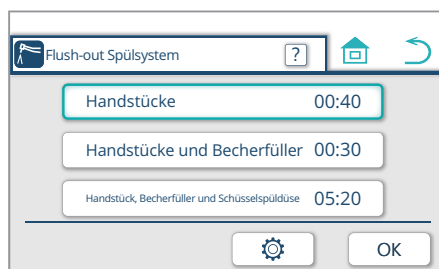 Flush-out Spülsystem ?
Handstücke 00:40
Handstücke und Becherfüller 00:30
Handstück, Becherfüller und Schüsselspüldüse 05:20
OK